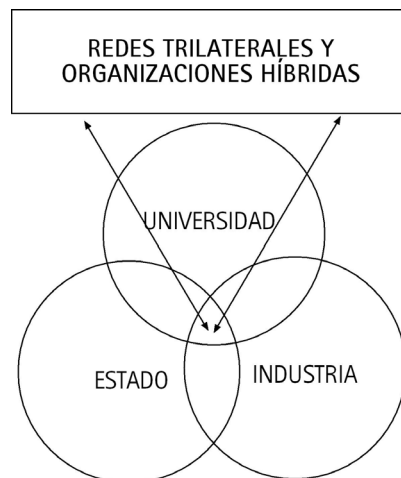 REDES TRILATERALES Y
ORGANIZACIONES HÍBRIDAS
UNIVERSIDAD
ESTADO
INDUSTRIA